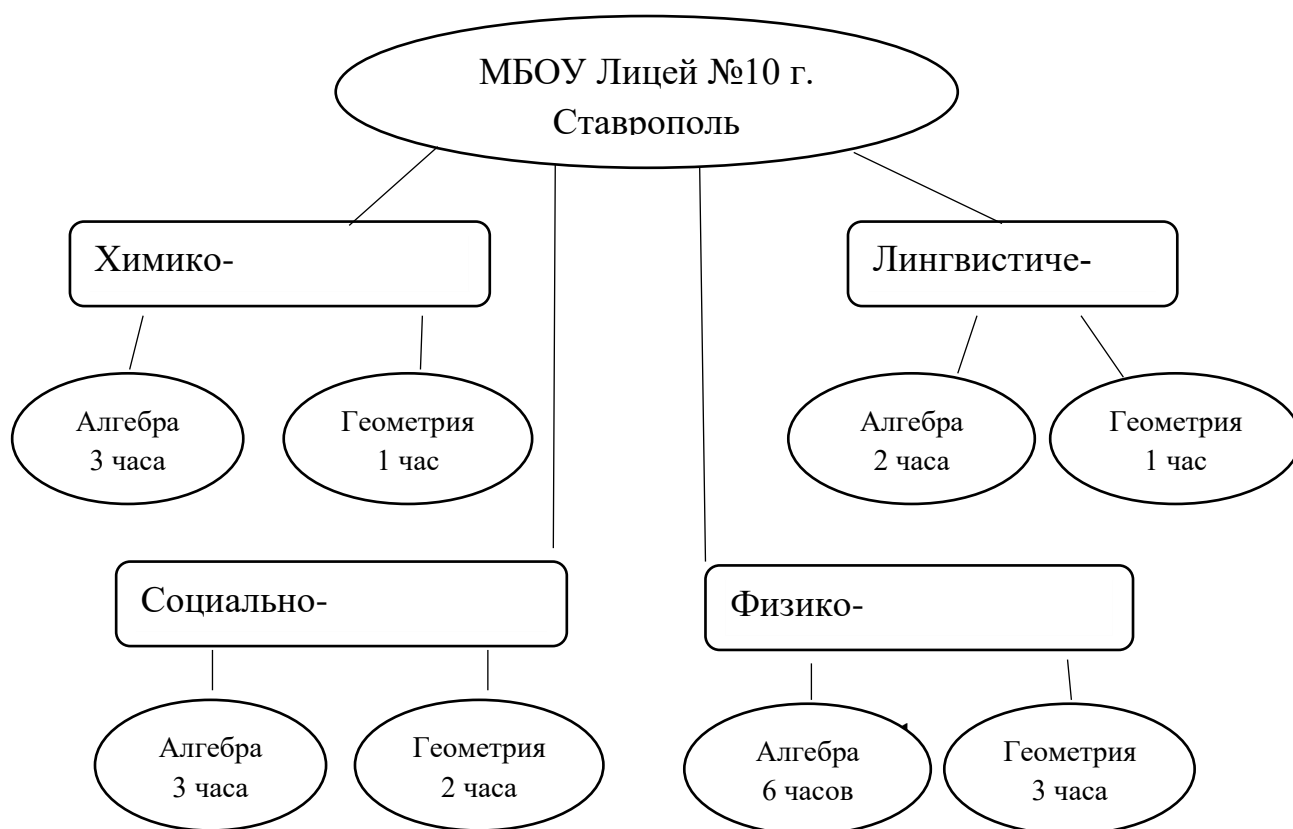 МБОУ Лицей №10 г.
Ставрополь
Химико-
Лингвистиче-
Алгебра
3 часа
Геометрия
1 час
Алгебра
2 часа
Геометрия
1 час
Социально-
Физико-
Алгебра
3 часа
Геометрия
2 часа
Алгебра
6 часов
Геометрия
3 часа